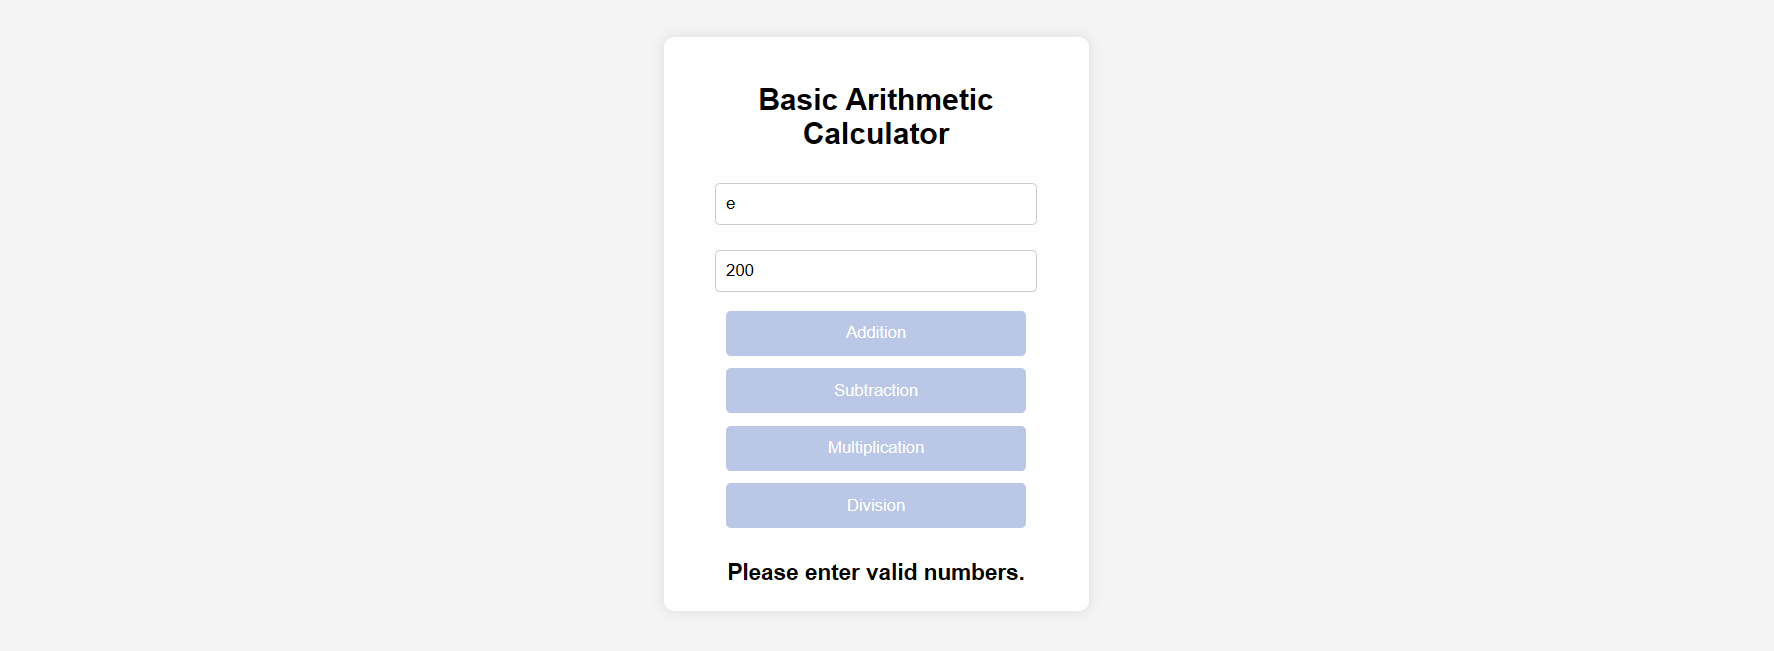 Basic Arithmetic
Calculator
e
200
Addition
Subtraction
Multiplication
Division
Please enter valid numbers.